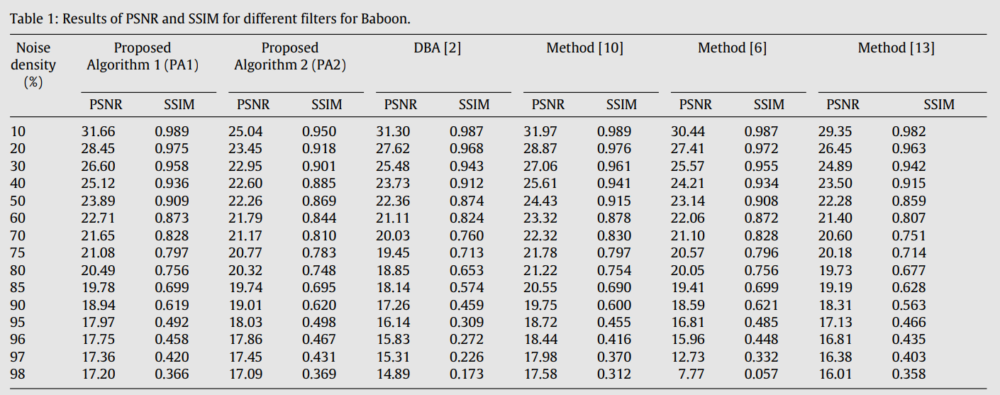 Table 1: Results of PSNR and SSIM for different filters for Baboon.
Noise density (%) Proposed Algorithm 1 (PA1) Proposed Algorithm 2 (PA2) DBA [2] Method [10] Method [6] Method [13]
PSNR SSIM PSNR SSIM PSNR SSIM PSNR SSIM PSNR SSIM PSNR SSIM
10 31.66 0.989 25.04 0.950 31.30 0.987 31.97 0.989 30.44 0.987 29.35 0.982
20 28.45 0.975 23.45 0.918 27.62 0.968 28.87 0.976 27.41 0.972 26.45 0.963
30 26.60 0.958 22.95 0.901 25.48 0.943 27.06 0.961 25.57 0.955 24.89 0.942
40 25.12 0.936 22.60 0.885 23.73 0.912 25.61 0.941 24.21 0.934 23.50 0.915
50 23.89 0.909 22.26 0.869 22.36 0.874 24.43 0.915 23.14 0.908 22.28 0.859
60 22.71 0.873 21.79 0.844 21.11 0.824 23.32 0.878 22.06 0.872 21.40 0.807
70 21.65 0.828 21.17 0.810 20.03 0.760 22.32 0.830 21.10 0.828 20.60 0.751
75 21.08 0.797 20.77 0.783 19.45 0.713 21.78 0.797 20.57 0.796 20.18 0.714
80 20.49 0.756 20.32 0.748 18.85 0.653 21.22 0.754 20.05 0.756 19.73 0.677
85 19.78 0.699 19.74 0.695 18.14 0.574 20.55 0.690 19.41 0.699 19.19 0.628
90 18.94 0.619 19.01 0.620 17.26 0.459 19.75 0.600 18.59 0.621 18.31 0.563
95 17.97 0.492 18.03 0.498 16.14 0.309 18.72 0.455 16.81 0.485 17.13 0.466
96 17.75 0.458 17.86 0.467 15.83 0.272 18.44 0.416 15.96 0.448 16.81 0.435
97 17.36 0.420 17.45 0.431 15.31 0.226 17.98 0.370 12.73 0.332 16.38 0.403
98 17.20 0.366 17.09 0.369 14.89 0.173 17.58 0.312 7.77 0.057 16.01 0.358